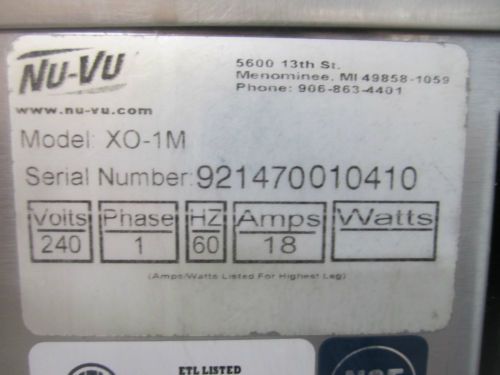 NU-VU
5600 13th St.
Menominee, MI 49858-1059
Phone: 906-863-4401
www.nu-vu.com
Model: XO-1M
Serial Number: 921470010410
Volts Phase HZ Amps Watts
240 1 60 18
(Amps/Watts Listed For Highest Leg)
ETL LISTED